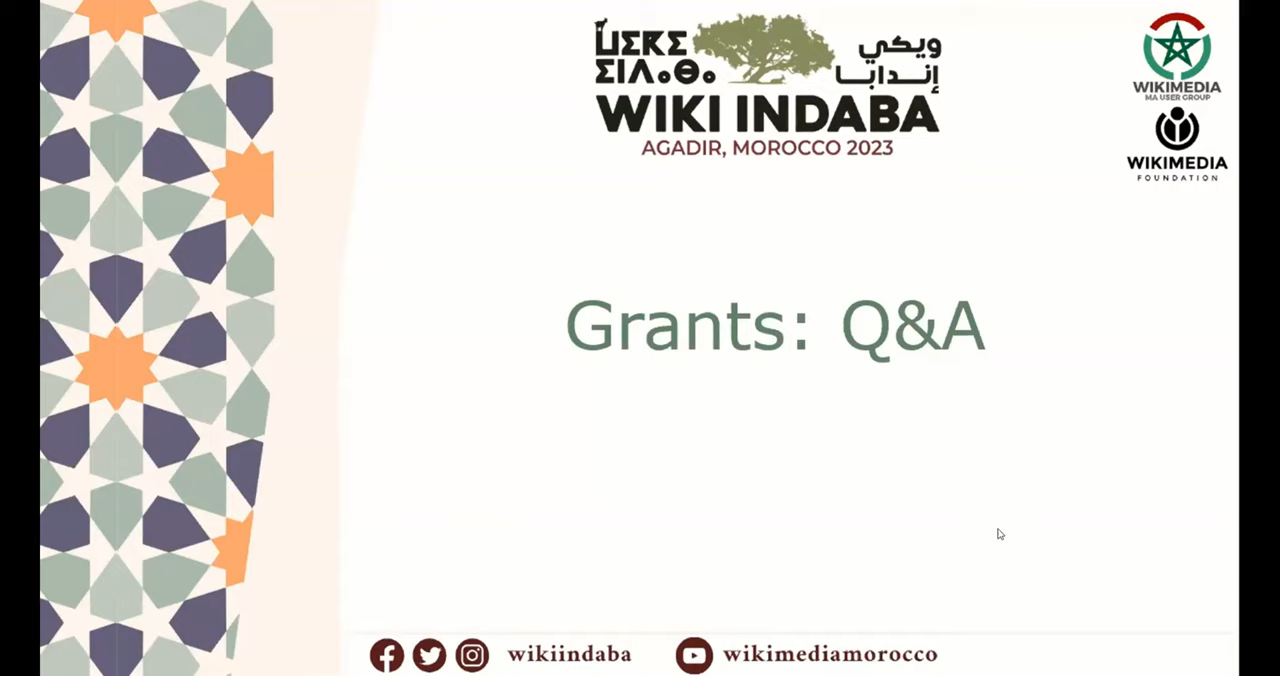 ⵡⵉⴽⵉ
ⵉⵏⴷⴰⴱⴰ
ويكي
إندابا
WIKI INDABA
AGADIR, MOROCCO 2023
WIKIMEDIA
MA USER GROUP
WIKIMEDIA
FOUNDATION
Grants: Q&A
wikiindaba
wikimediamorocco